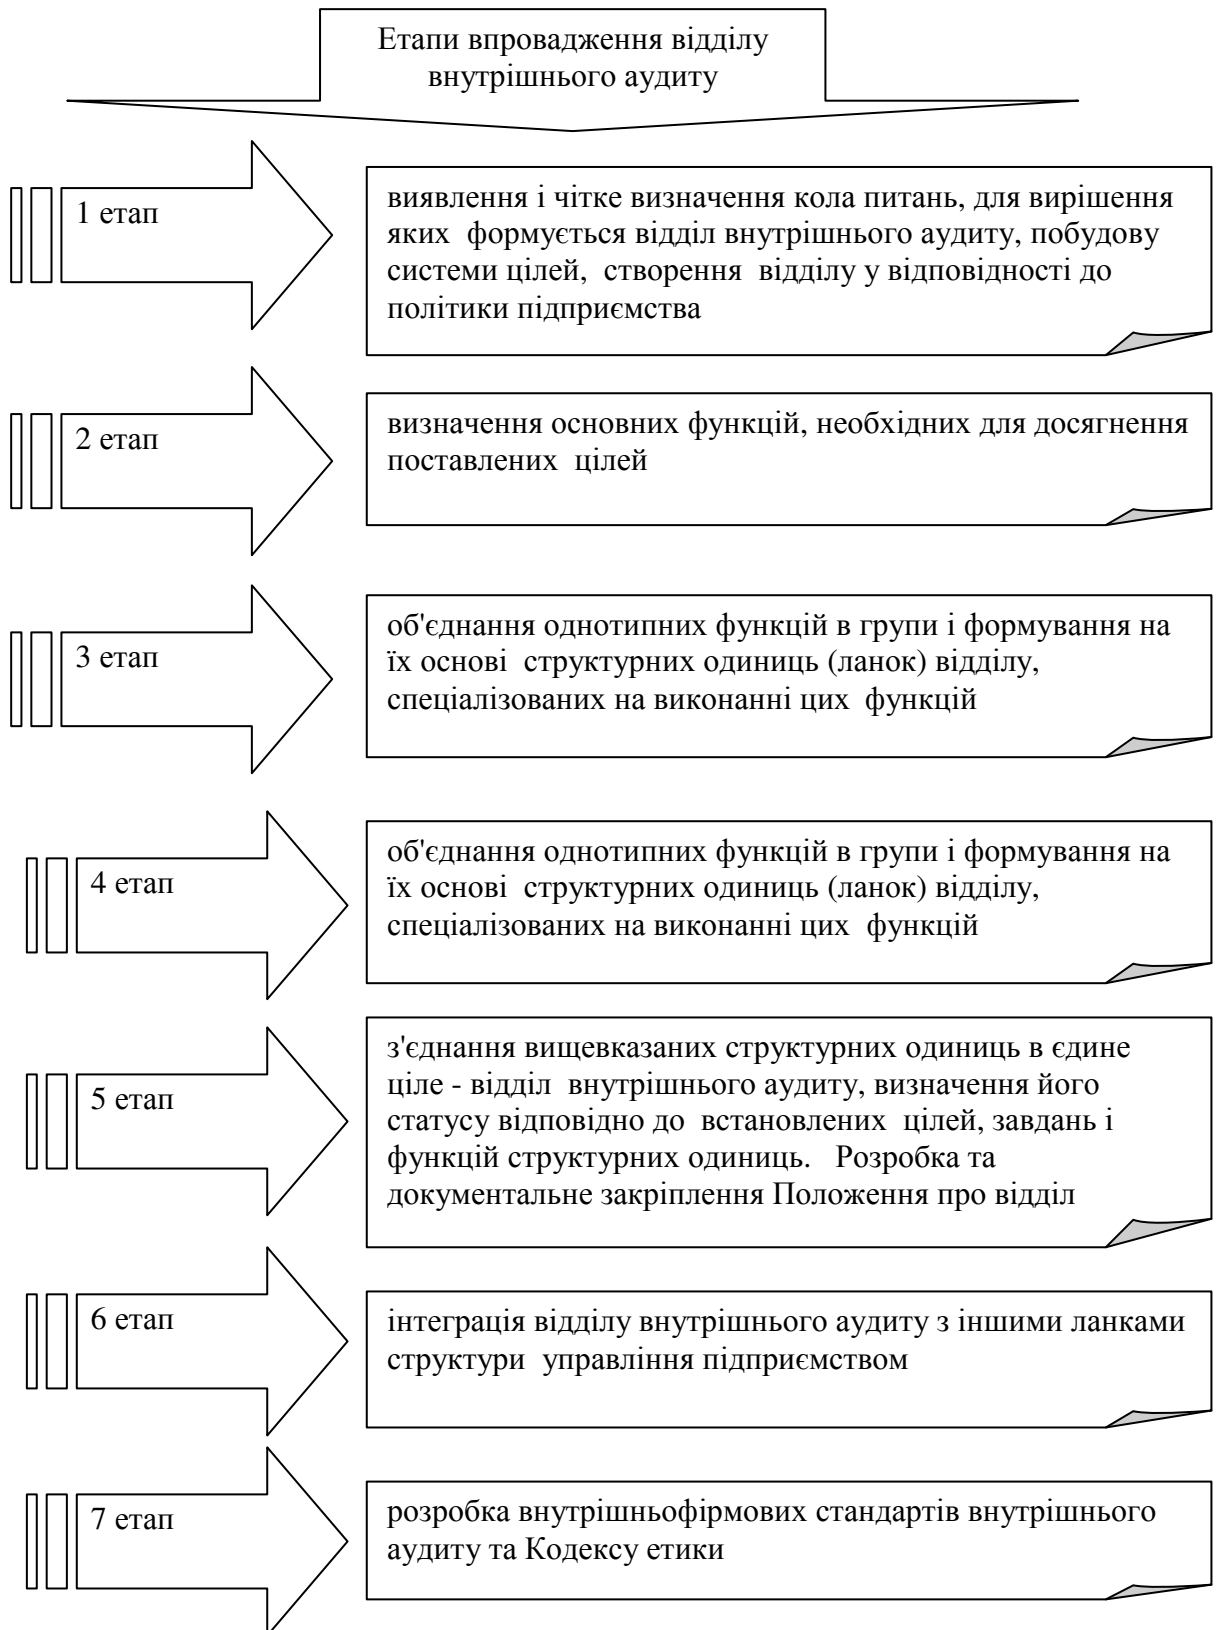 Етапи впровадження відділу
внутрішнього аудиту
1 етап
виявлення і чітке визначення кола питань, для вирішення
яких формується відділ внутрішнього аудиту, побудову
системи цілей, створення відділу у відповідності до
політики підприємства
2 етап
визначення основних функцій, необхідних для досягнення
поставлених цілей
3 етап
об'єднання однотипних функцій в групи і формування на
їх основі структурних одиниць (ланок) відділу,
спеціалізованих на виконанні цих функцій
4 етап
об'єднання однотипних функцій в групи і формування на
їх основі структурних одиниць (ланок) відділу,
спеціалізованих на виконанні цих функцій
5 етап
з'єднання вищевказаних структурних одиниць в єдине
ціле - відділ внутрішнього аудиту, визначення його
статусу відповідно до встановлених цілей, завдань і
функцій структурних одиниць. Розробка та
документальне закріплення Положення про відділ
6 етап
інтеграція відділу внутрішнього аудиту з іншими ланками
структури управління підприємством
7 етап
розробка внутрішньофірмових стандартів внутрішнього
аудиту та Кодексу етики